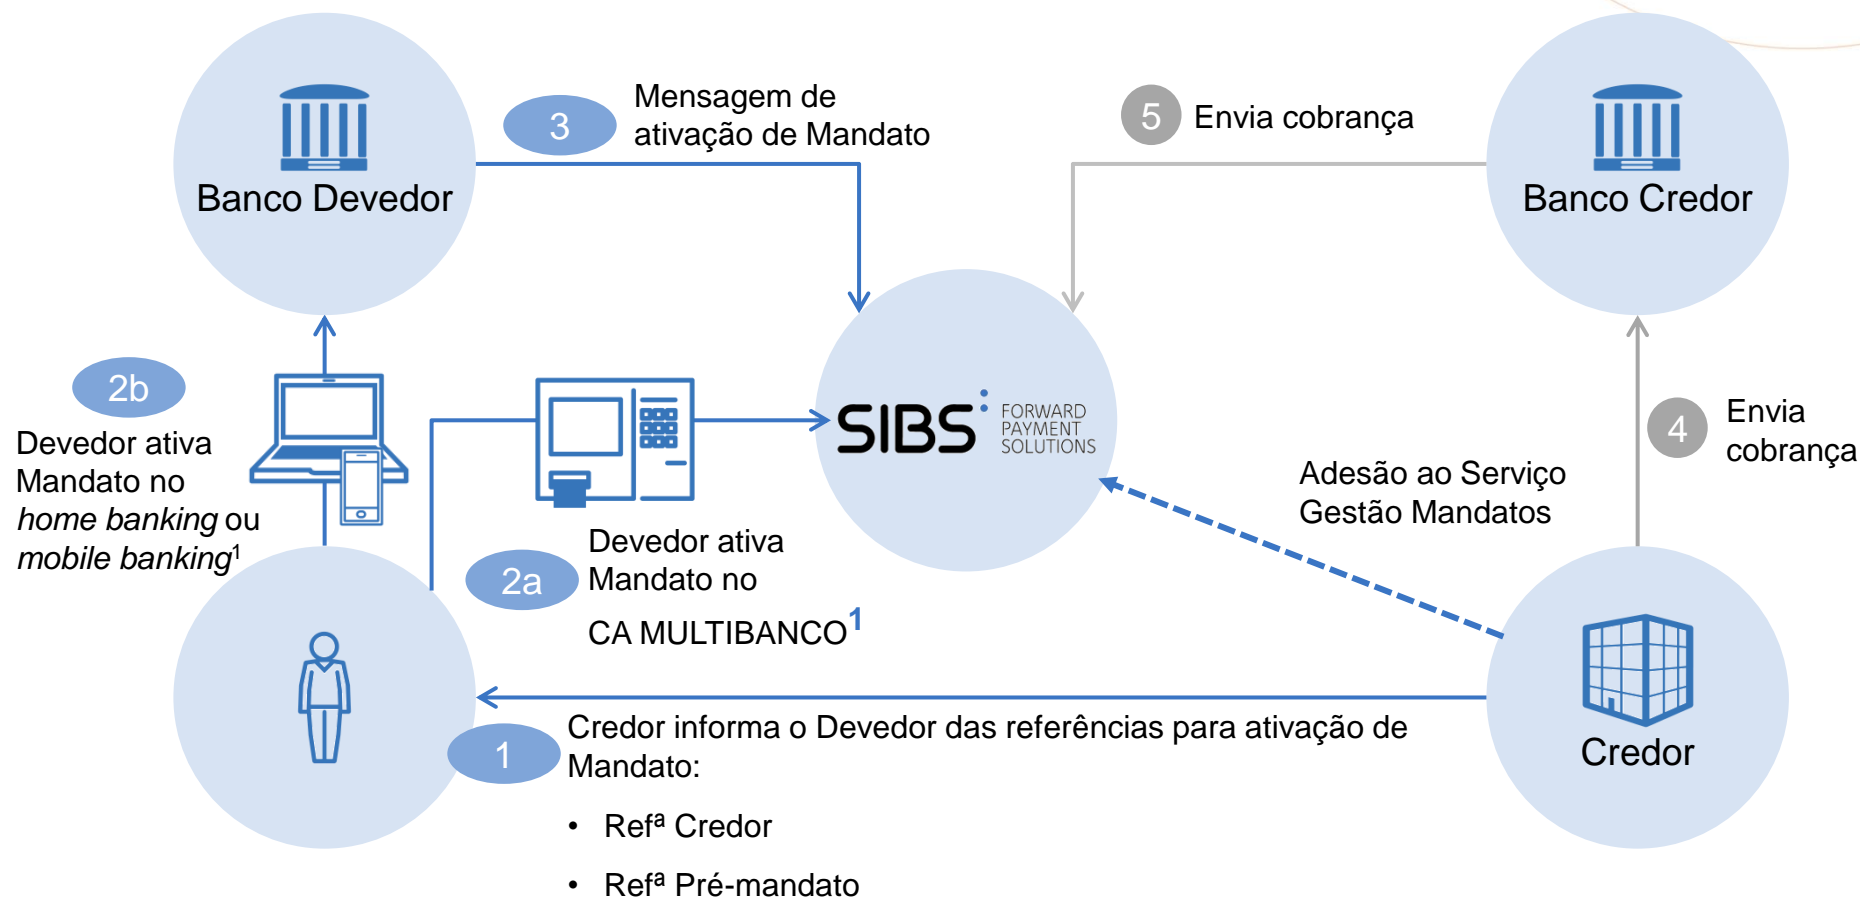 3
Mensagem de
ativação de Mandato
5
Envia cobrança
Banco Devedor
Banco Credor
2b
Devedor ativa
Mandato no
home banking ou
mobile banking¹
SIBS
FORWARD
PAYMENT
SOLUTIONS
4
Envia
cobrança
Adesão ao Serviço
Gestão Mandatos
2a
Devedor ativa
Mandato no
CA MULTIBANCO¹
1
Credor informa o Devedor das referências para ativação de
Mandato:
• Refª Credor
• Refª Pré-mandato
Credor